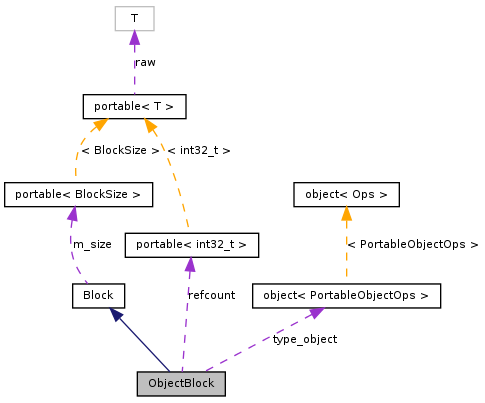 T
raw
portable< T >
< BlockSize >
< int32_t >
portable< BlockSize >
object< Ops >
m_size
portable< int32_t >
< PortableObjectOps >
Block
refcount
object< PortableObjectOps >
type_object
ObjectBlock